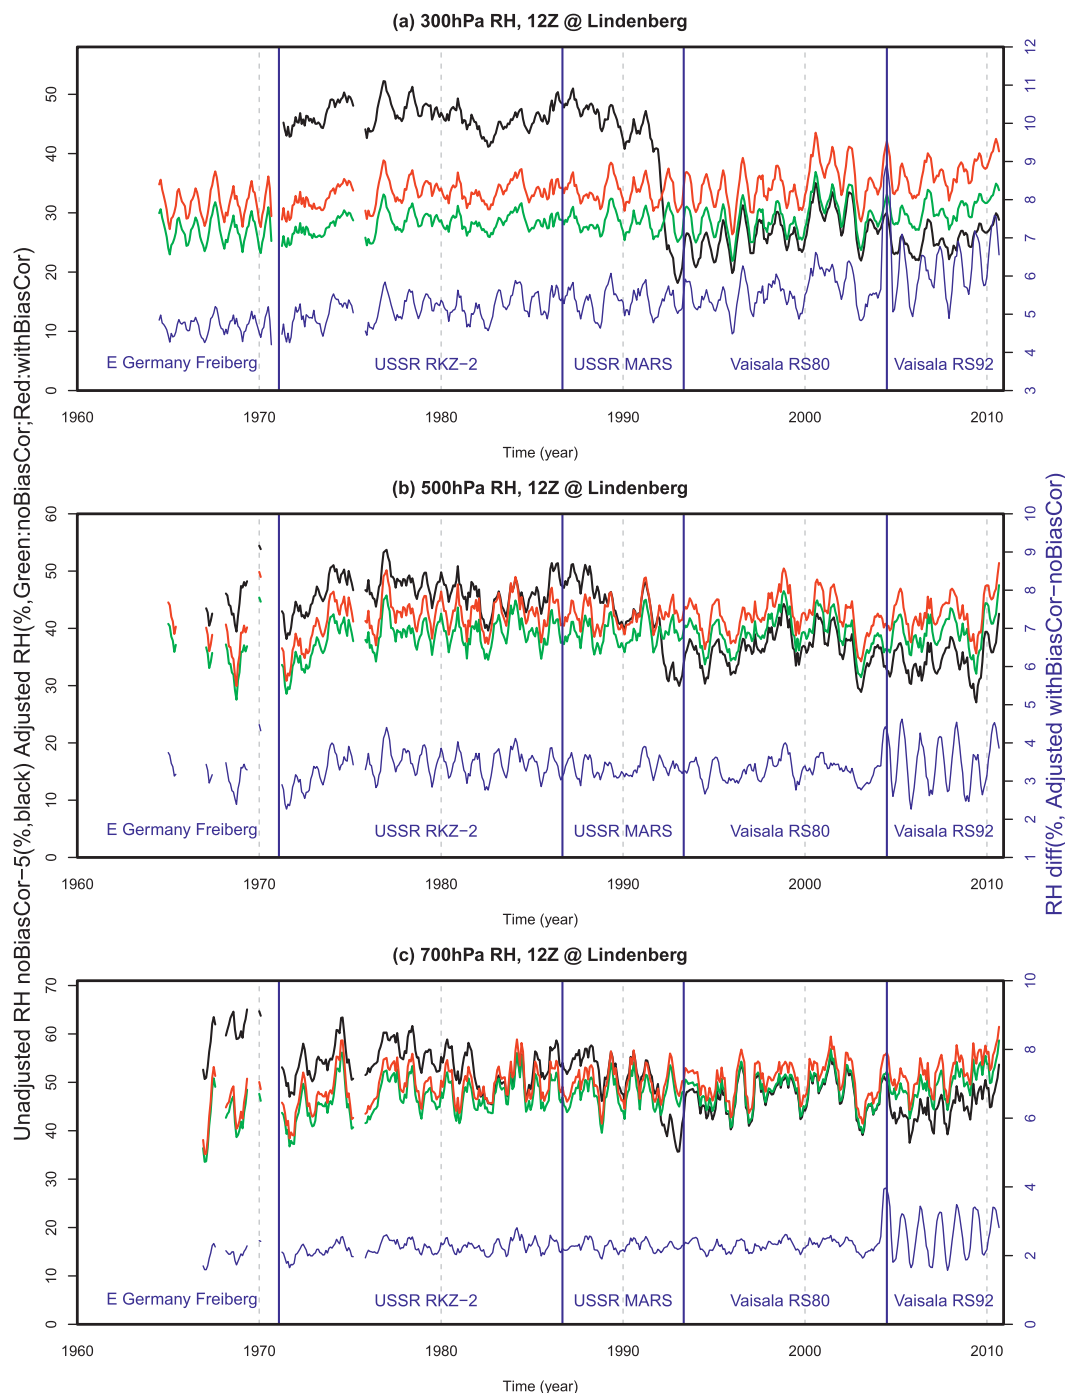 (a) 300hPa RH, 12Z @ Lindenberg
0 10 20 30 40 50
3 4 5 6 7 8 9 10 11 12
E Germany Freiberg USSR RKZ−2 USSR MARS Vaisala RS80 Vaisala RS92
1960 1970 1980 1990 2000 2010
Time (year)
Unadjusted RH noBiasCor−5(%,black) Adjusted RH(%,Green:noBiasCor;Red:withBiasCor)
RH diff(%, Adjusted withBiasCor−noBiasCor)
(b) 500hPa RH, 12Z @ Lindenberg
0 10 20 30 40 50 60
1 2 3 4 5 6 7 8 9 10
E Germany Freiberg USSR RKZ−2 USSR MARS Vaisala RS80 Vaisala RS92
1960 1970 1980 1990 2000 2010
Time (year)
(c) 700hPa RH, 12Z @ Lindenberg
0 10 20 30 40 50 60 70
0 2 4 6 8 10
E Germany Freiberg USSR RKZ−2 USSR MARS Vaisala RS80 Vaisala RS92
1960 1970 1980 1990 2000 2010
Time (year)